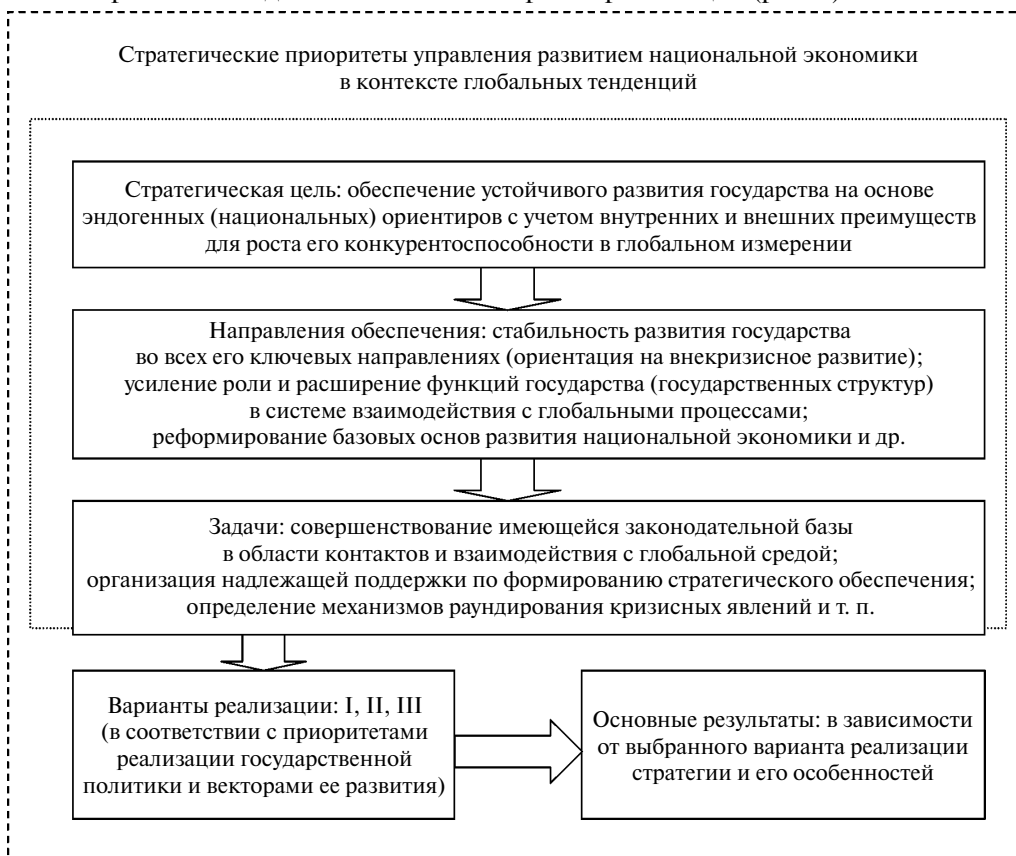 Стратегические приоритеты управления развитием национальной экономики
в контексте глобальных тенденций
Стратегическая цель: обеспечение устойчивого развития государства на основе
эндогенных (национальных) ориентиров с учетом внутренних и внешних преимуществ
для роста его конкурентоспособности в глобальном измерении
Направления обеспечения: стабильность развития государства
во всех его ключевых направлениях (ориентация на внекризисное развитие);
усиление роли и расширение функций государства (государственных структур)
в системе взаимодействия с глобальными процессами;
реформирование базовых основ развития национальной экономики и др.
Задачи: совершенствование имеющейся законодательной базы
в области контактов и взаимодействия с глобальной средой;
организация надлежащей поддержки по формированию стратегического обеспечения;
определение механизмов раундирования кризисных явлений и т. п.
Варианты реализации: I, II, III
(в соответствии с приоритетами
реализации государственной
политики и векторами ее развития)
Основные результаты: в зависимости
от выбранного варианта реализации
стратегии и его особенностей